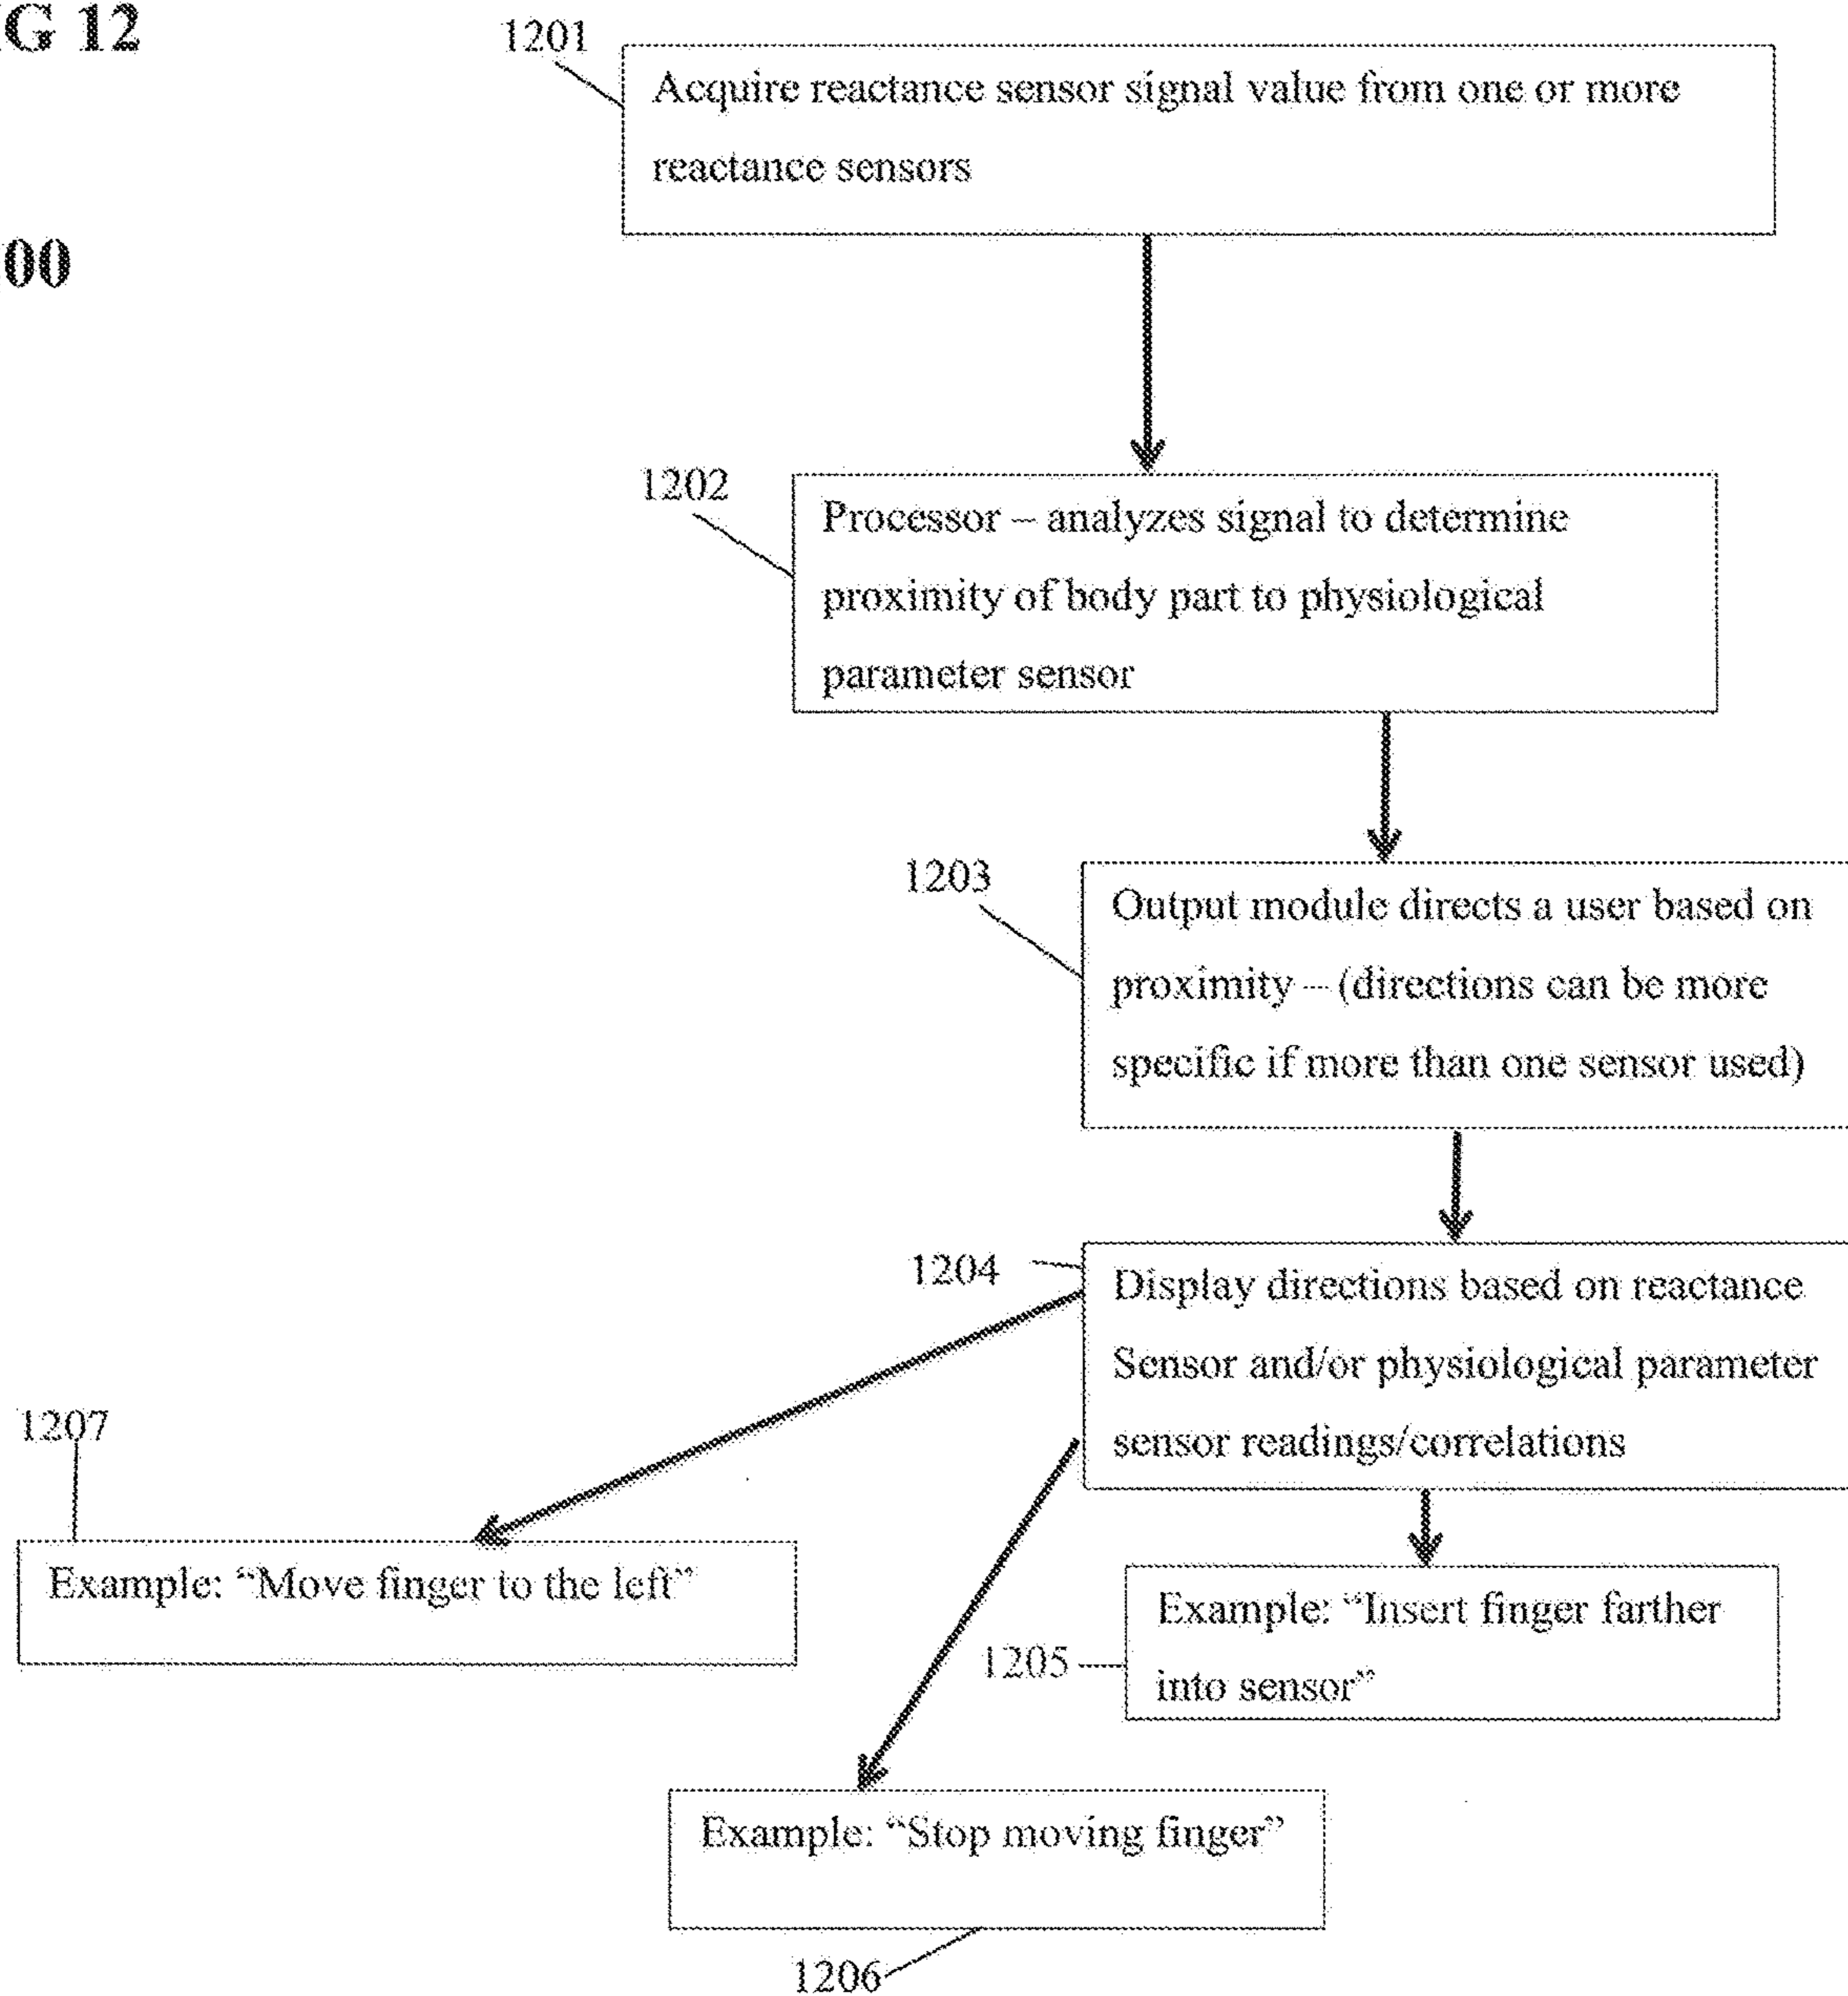 G 12
00
1201
Acquire reactance sensor signal value from one or more
reactance sensors
1202
Processor – analyzes signal to determine
proximity of body part to physiological
parameter sensor
1203
Output module directs a user based on
proximity – (directions can be more
specific if more than one sensor used)
1204
Display directions based on reactance
Sensor and/or physiological parameter
sensor readings/correlations
1207
Example: “Move finger to the left”
1205
Example: “Insert finger farther
into sensor”
Example: “Stop moving finger”
1206